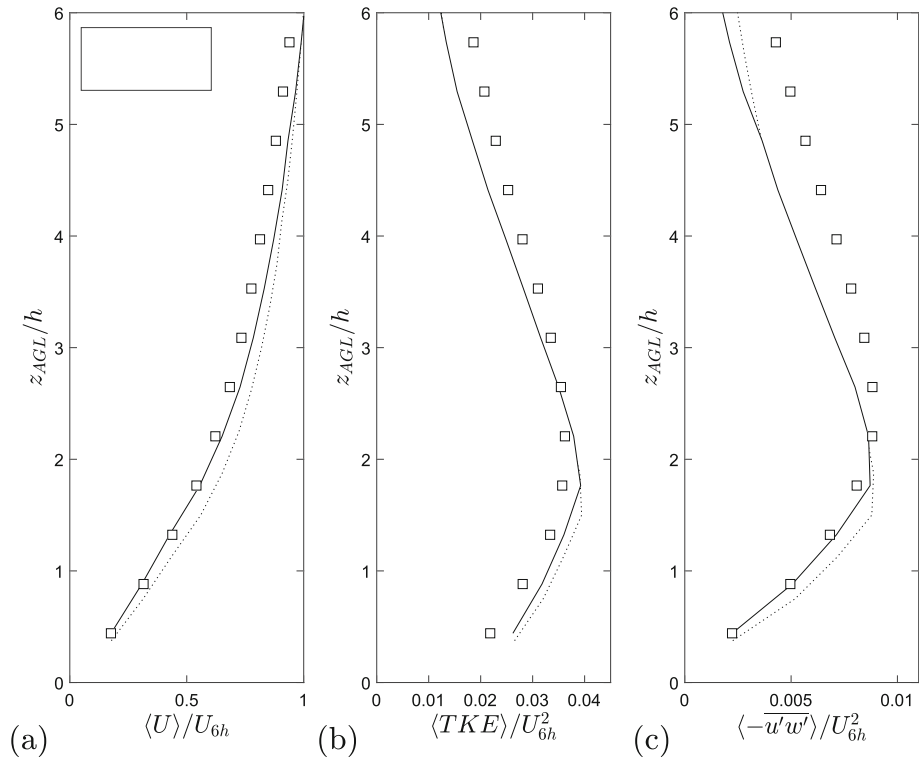 6
5
4
3
2
1
0
z_{AGL}/h
0 0.5 1
⟨U⟩/U_{6h}
(a)
6
5
4
3
2
1
0
z_{AGL}/h
0 0.01 0.02 0.03 0.04
⟨TKE⟩/U_{6h}^2
(b)
6
5
4
3
2
1
0
z_{AGL}/h
0 0.005 0.01
⟨-\overline{u'w'}⟩/U_{6h}^2
(c)